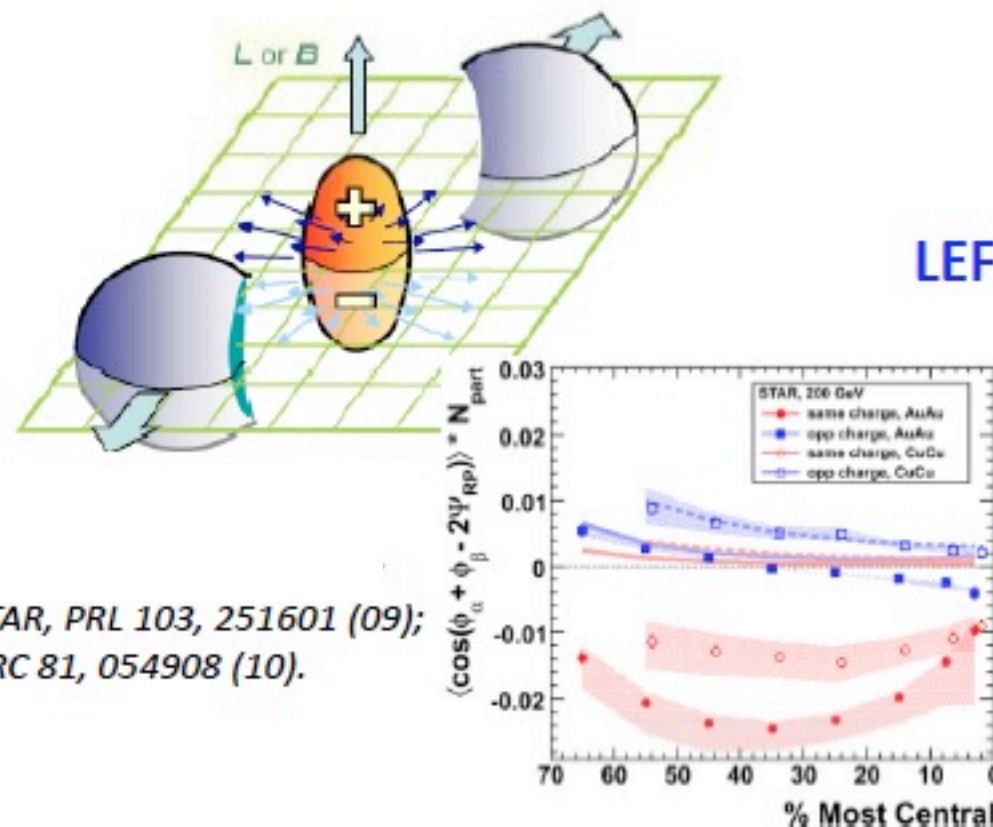 L or B
+
−
LEF
0.03
0.02
0.01
0
-0.01
-0.02
⟨cos(ϕα + ϕβ - 2ΨRP)⟩ * Npart
STAR, 200 GeV
same charge, AuAu
opp charge, AuAu
same charge, CuCu
opp charge, CuCu
TAR, PRL 103, 251601 (09);
RC 81, 054908 (10).
70 60 50 40 30 20 10 0
% Most Central